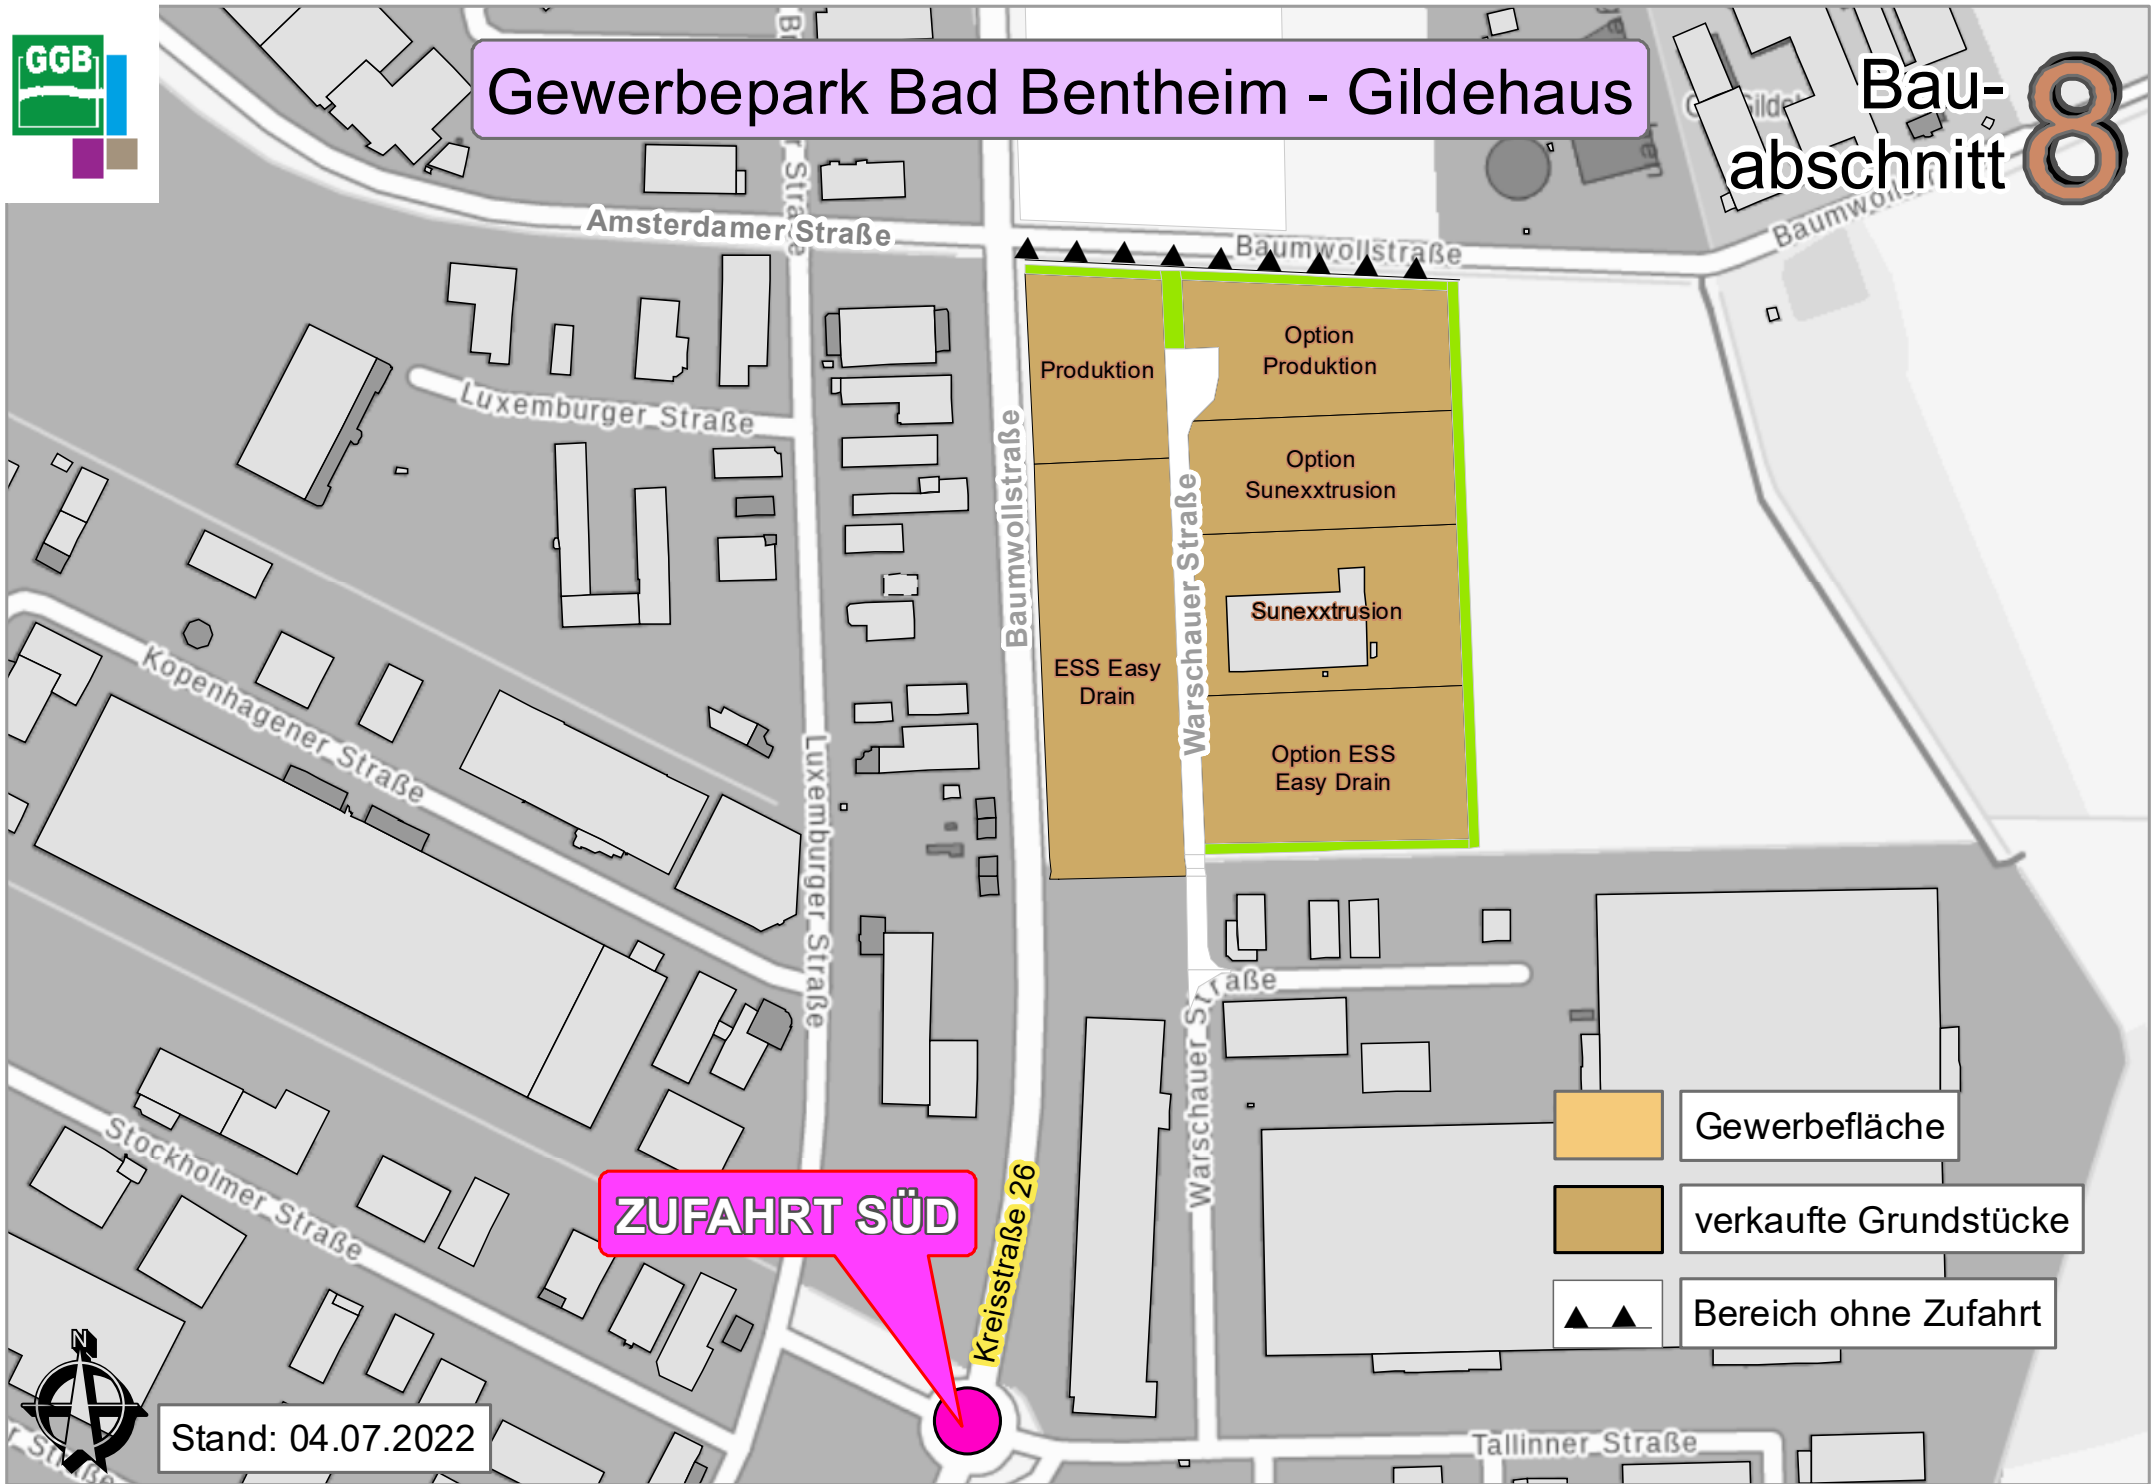 GGB
Gewerbepark Bad Bentheim - Gildehaus
Bau-
abschnitt 8
Amsterdamer Straße
Baumwollstraße
Luxemburger Straße
Baumwollstraße
Warschauer Straße
Produktion
Option
Produktion
Option
Sunexxtrusion
Sunexxtrusion
ESS Easy
Drain
Option ESS
Easy Drain
Kopenhagener Straße
Luxemburger Straße
Warschauer Straße
Stockholmer Straße
ZUFAHRT SÜD
Kreisstraße 26
Gewerbefläche
verkaufte Grundstücke
Bereich ohne Zufahrt
N
Stand: 04.07.2022
Tallinner Straße